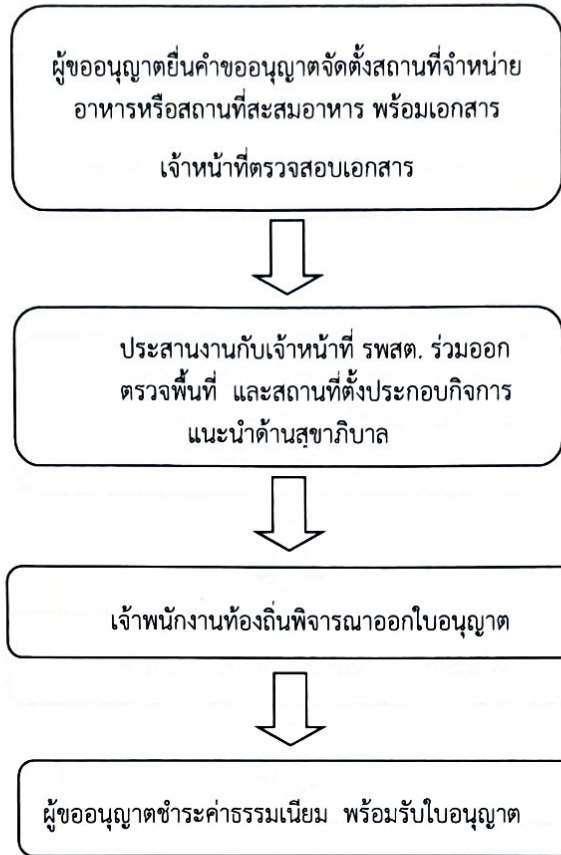 ผู้ขออนุญาตยื่นคำขออนุญาตจัดตั้งสถานที่จำหน่าย
อาหารหรือสถานที่สะสมอาหาร พร้อมเอกสาร
เจ้าหน้าที่ตรวจสอบเอกสาร
ประสานงานกับเจ้าหน้าที่ รพสต. ร่วมออก
ตรวจพื้นที่ และสถานที่ตั้งประกอบกิจการ
แนะนำด้านสุขาภิบาล
เจ้าพนักงานท้องถิ่นพิจารณาออกใบอนุญาต
ผู้ขออนุญาตชำระค่าธรรมเนียม พร้อมรับใบอนุญาต